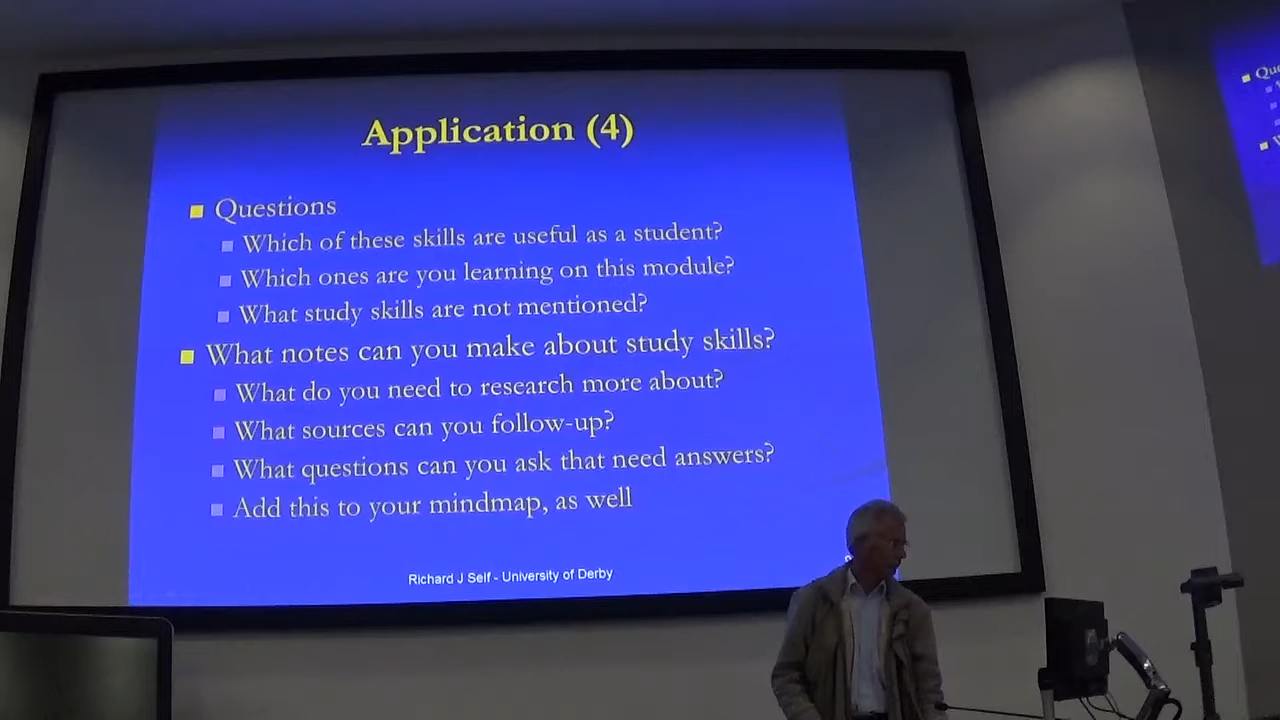 Application (4)
Questions
Which of these skills are useful as a student?
Which ones are you learning on this module?
What study skills are not mentioned?
What notes can you make about study skills?
What do you need to research more about?
What sources can you follow-up?
What questions can you ask that need answers?
Add this to your mindmap, as well
Richard J Self - University of Derby